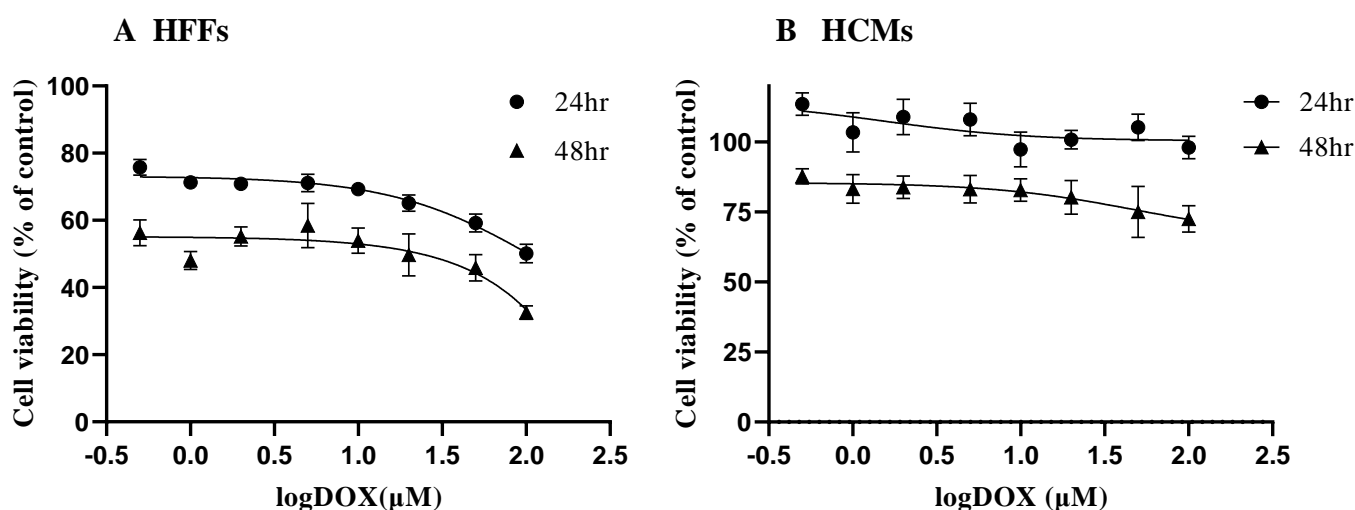 A HFFs
Cell viability (% of control)
100
80
60
40
20
0
24hr
48hr
-0.5 0.0 0.5 1.0 1.5 2.0 2.5
logDOX(μM)
B HCMs
Cell viability (% of control)
100
75
50
25
0
24hr
48hr
-0.5 0.0 0.5 1.0 1.5 2.0 2.5
logDOX (μM)